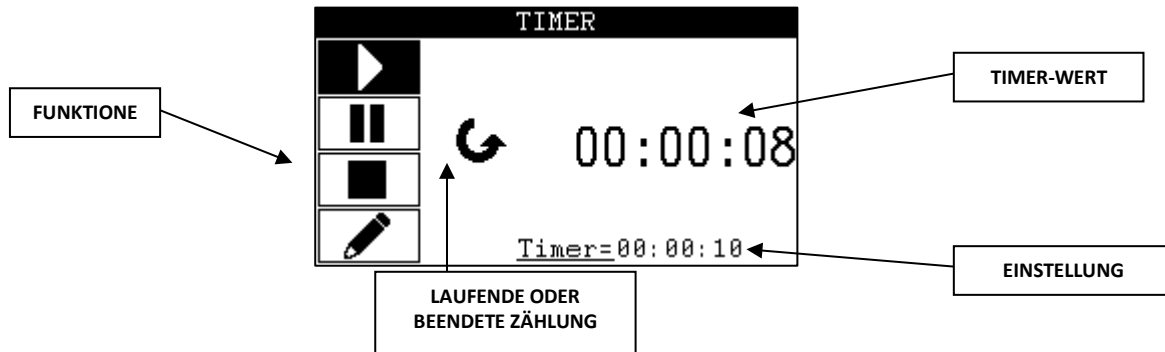 TIMER
TIMER-WERT
FUNKTIONE
00:00:08
Timer=00:00:10
EINSTELLUNG
LAUFENDE ODER
BEENDETE ZÄHLUNG